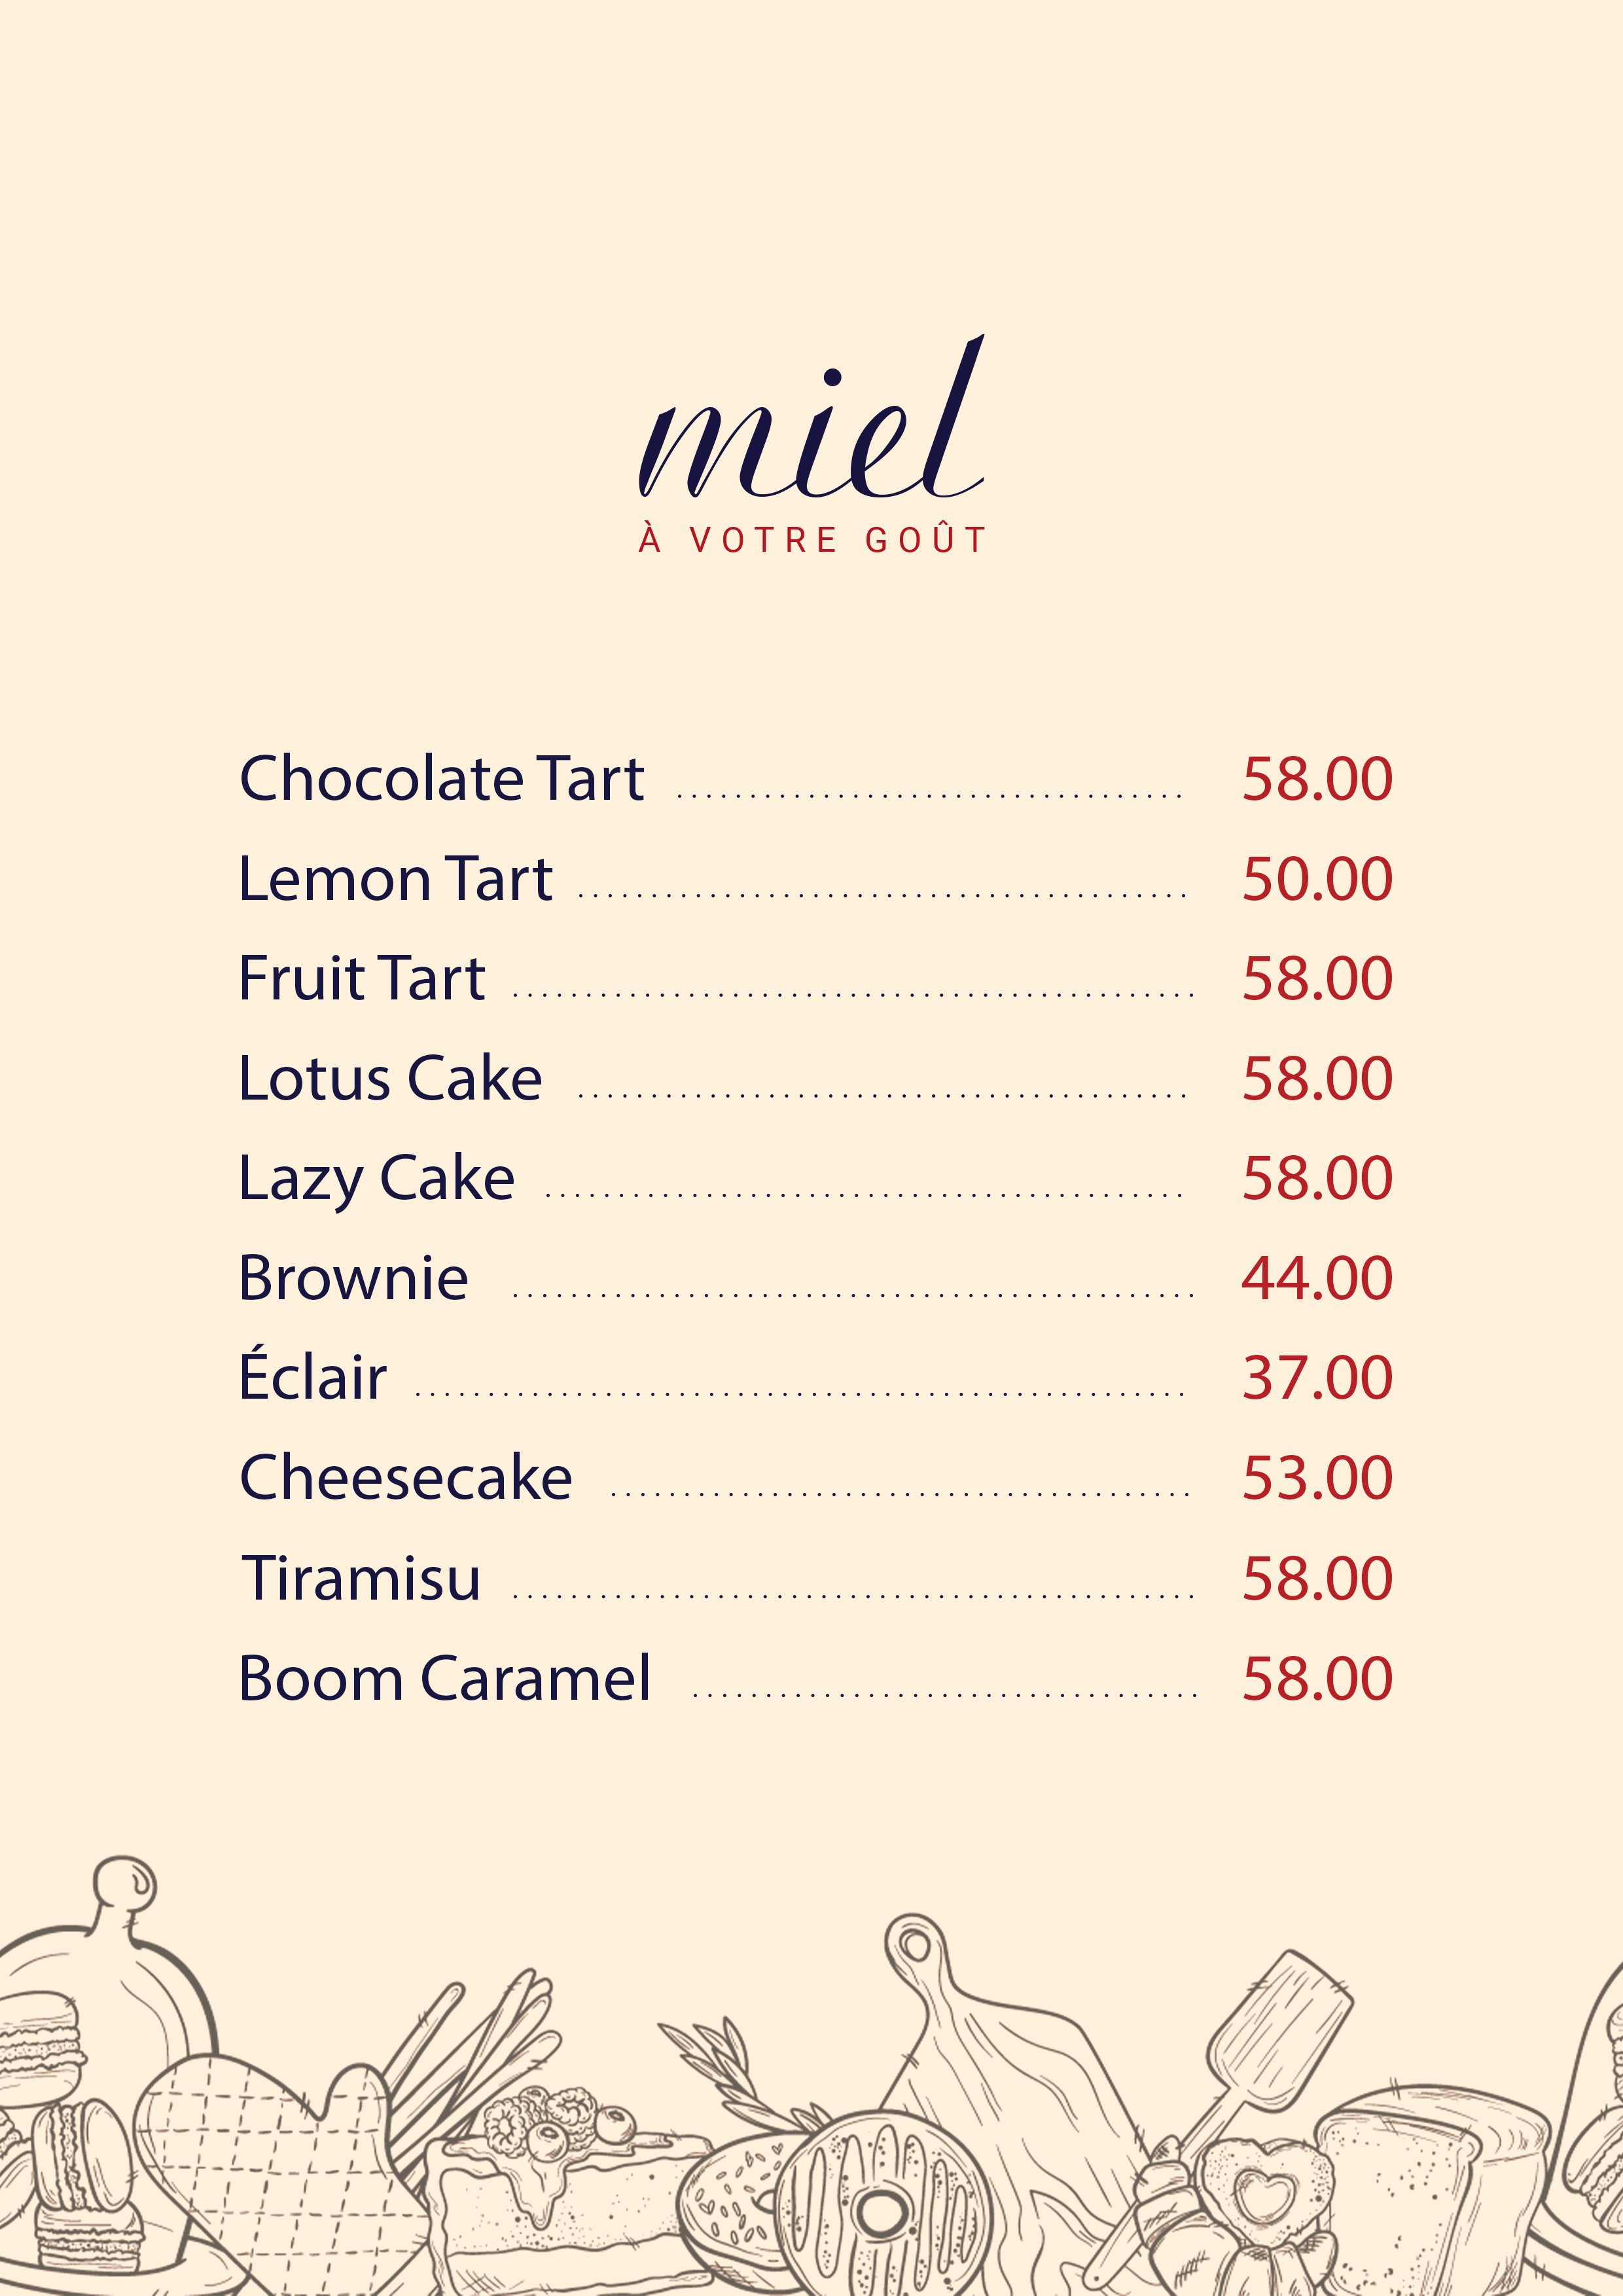 miel
À VOTRE GOÛT
Chocolate Tart ................................... 58.00
Lemon Tart .......................................... 50.00
Fruit Tart ............................................... 58.00
Lotus Cake .......................................... 58.00
Lazy Cake ............................................ 58.00
Brownie ............................................... 44.00
Éclair ..................................................... 37.00
Cheesecake ........................................ 53.00
Tiramisu ............................................... 58.00
Boom Caramel ................................... 58.00